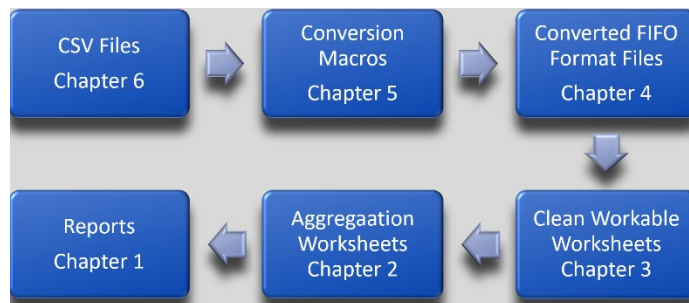 CSV Files
Chapter 6
Conversion
Macros
Chapter 5
Converted FIFO
Format Files
Chapter 4
Clean Workable
Worksheets
Chapter 3
Aggregaation
Worksheets
Chapter 2
Reports
Chapter 1